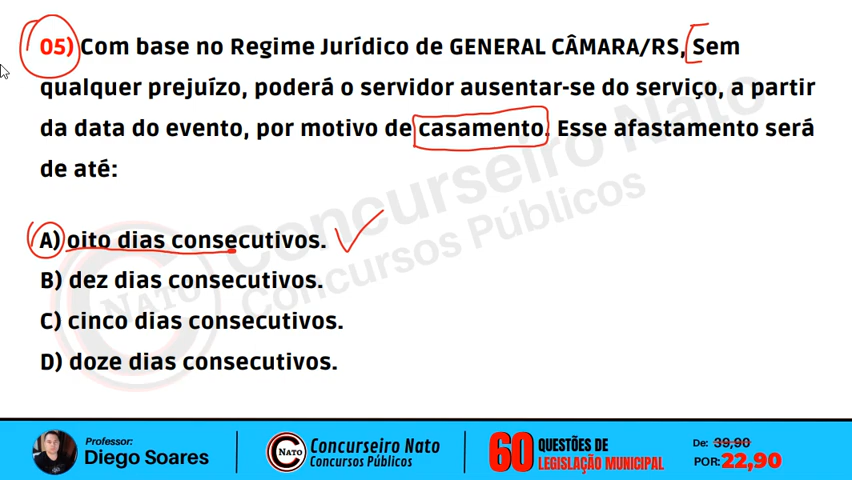 05) Com base no Regime Jurídico de GENERAL CÂMARA/RS, Sem
qualquer prejuízo, poderá o servidor ausentar-se do serviço, a partir
da data do evento, por motivo de casamento. Esse afastamento será
de até:
A) oito dias consecutivos.
B) dez dias consecutivos.
C) cinco dias consecutivos.
D) doze dias consecutivos.
Concurseiro Nato
Concursos Públicos
NATO
Professor:
Diego Soares
NATO
Concurseiro Nato
Concursos Públicos
60 QUESTÕES DE
LEGISLAÇÃO MUNICIPAL
De: 39,90
POR: 22,90